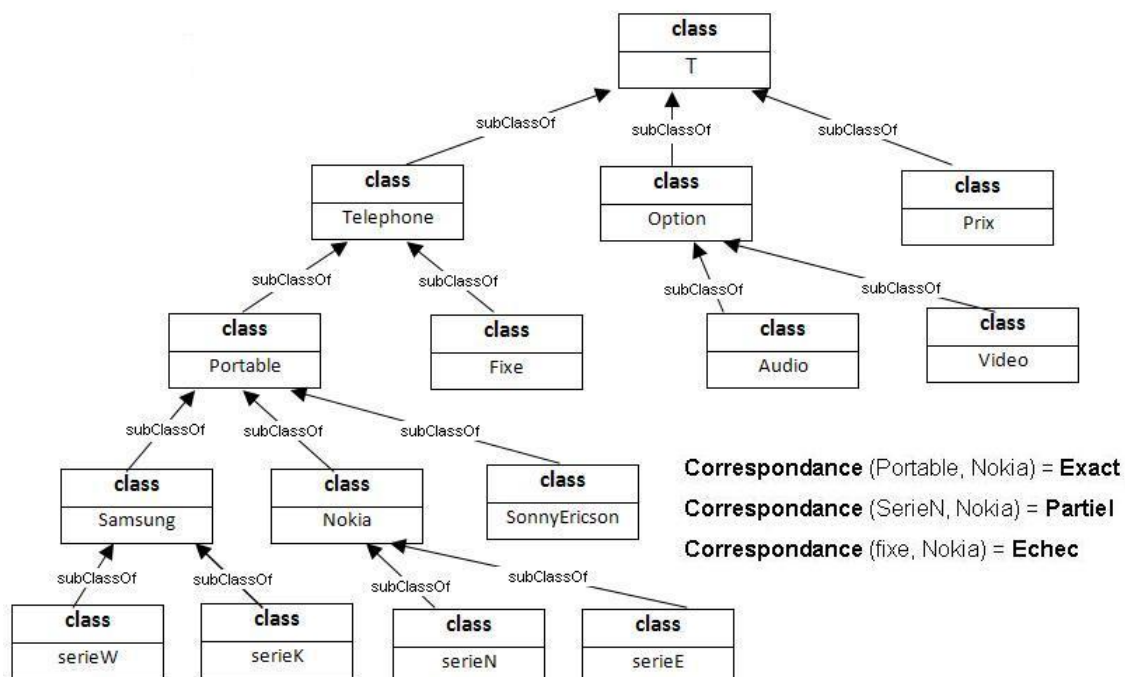 class
T
subClassOf
subClassOf
subClassOf
class
Telephone
class
Option
class
Prix
subClassOf
subClassOf
subClassOf
subClassOf
class
Portable
class
Fixe
class
Audio
class
Video
subClassOf
subClassOf
subClassOf
class
Samsung
class
Nokia
class
SonnyEricson
Correspondance (Portable, Nokia) = Exact
Correspondance (SerieN, Nokia) = Partiel
Correspondance (fixe, Nokia) = Echec
subClassOf
subClassOf
subClassOf
subClassOf
class
serieW
class
serieK
class
serieN
class
serieE